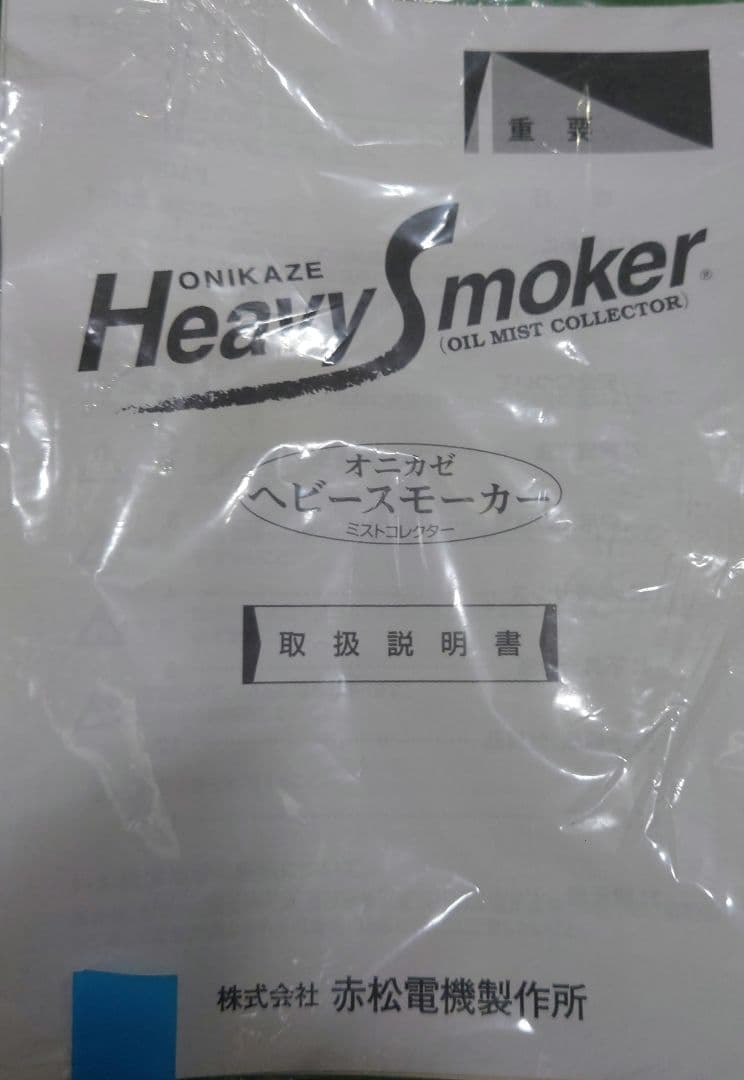 重要
ONIKAZE
Heavy Smoker®
(OIL MIST COLLECTOR)
オニカゼ
ヘビースモーカー
ミストコレクター
取扱説明書
株式会社 赤松電機製作所